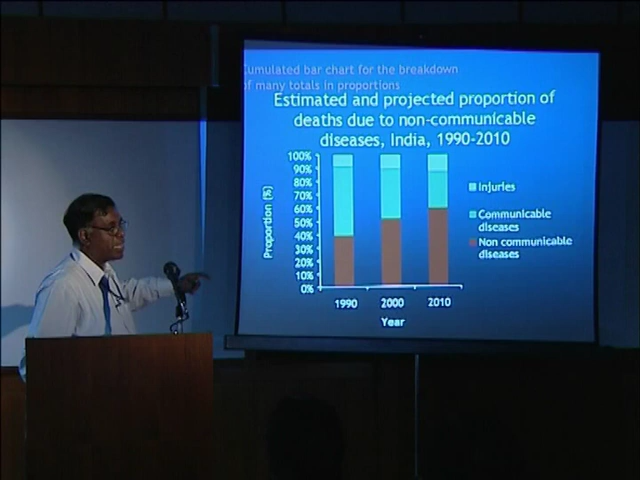 Cumulated bar chart for the breakdown
of many totals in proportions
Estimated and projected proportion of
deaths due to non-communicable
diseases, India, 1990-2010
100%
90%
80%
70%
60%
50%
40%
30%
20%
10%
0%
Proportion (%)
Injuries
Communicable
diseases
Non communicable
diseases
1990 2000 2010
Year